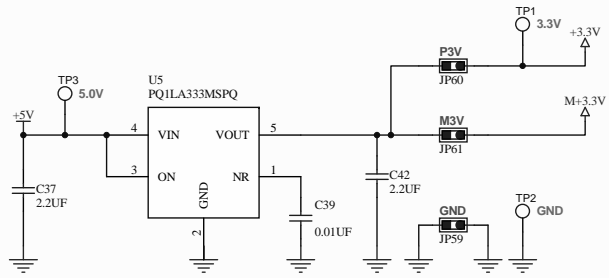 TP1
3.3V
+3.3V
P3V
JP60
U5
PQ1LA333MSPQ
TP3
5.0V
M+3.3V
+5V
M3V
4
VIN
VOUT
5
JP61
3
ON
NR
1
C37
2.2UF
GND
2
C39
0.01UF
C42
2.2UF
GND
JP59
TP2
GND